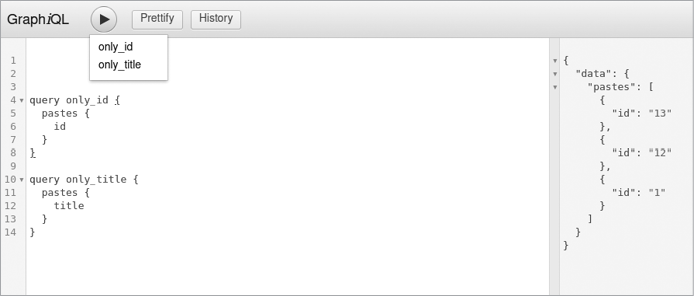 GraphiQL Prettify History
only_id
only_title
1
2
3
4 query only_id {
5 pastes {
6 id
7 }
8 }
9
10 query only_title {
11 pastes {
12 title
13 }
14 }
{
"data": {
"pastes": [
{
"id": "13"
},
{
"id": "12"
},
{
"id": "1"
}
]
}
}